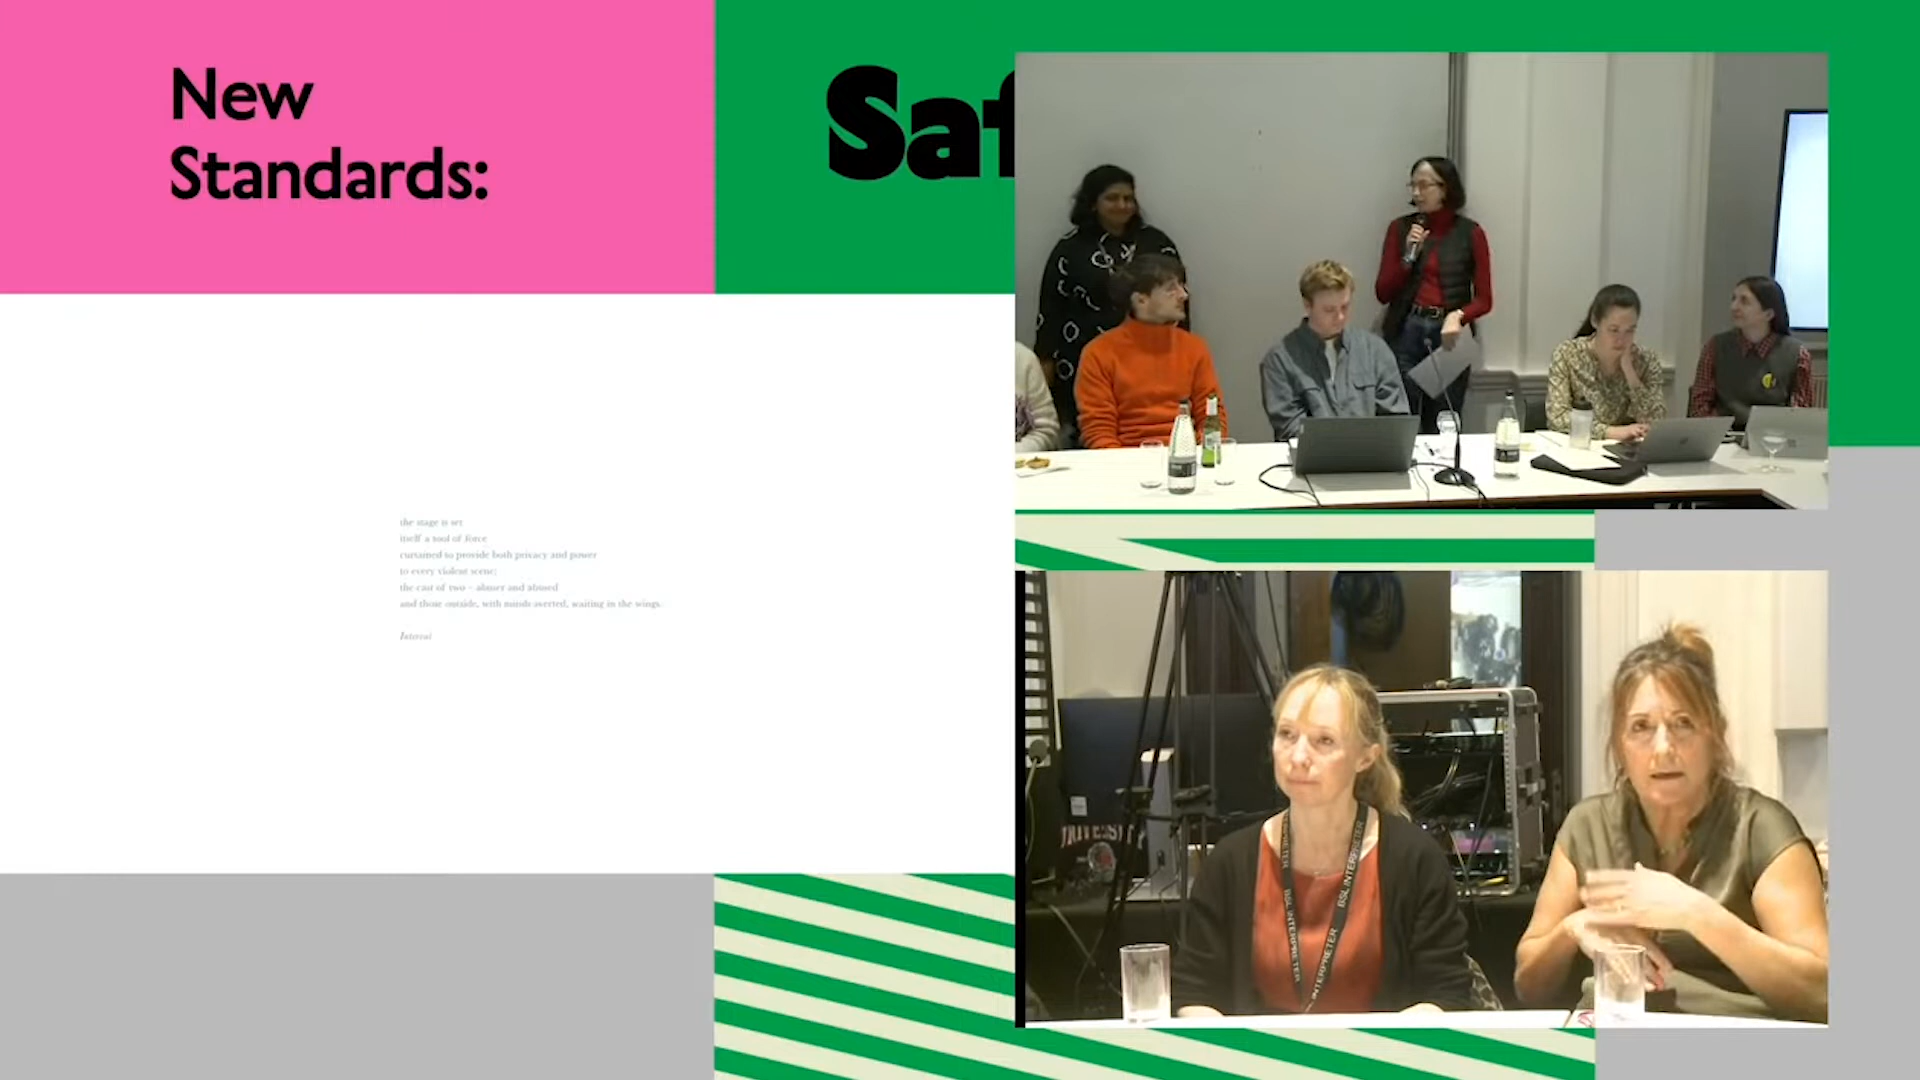 New
Standards:
Saf
the stage is set
itself a tool of force
curtained to provide both privacy and power
to every violent scene;
the cast of two – abuser and abused
and those outside, with minds averted, waiting in the wings.
Interval
UNIVERSITY
BSL INTERPRETER
BSL INTERPRETER
INTERPRETER